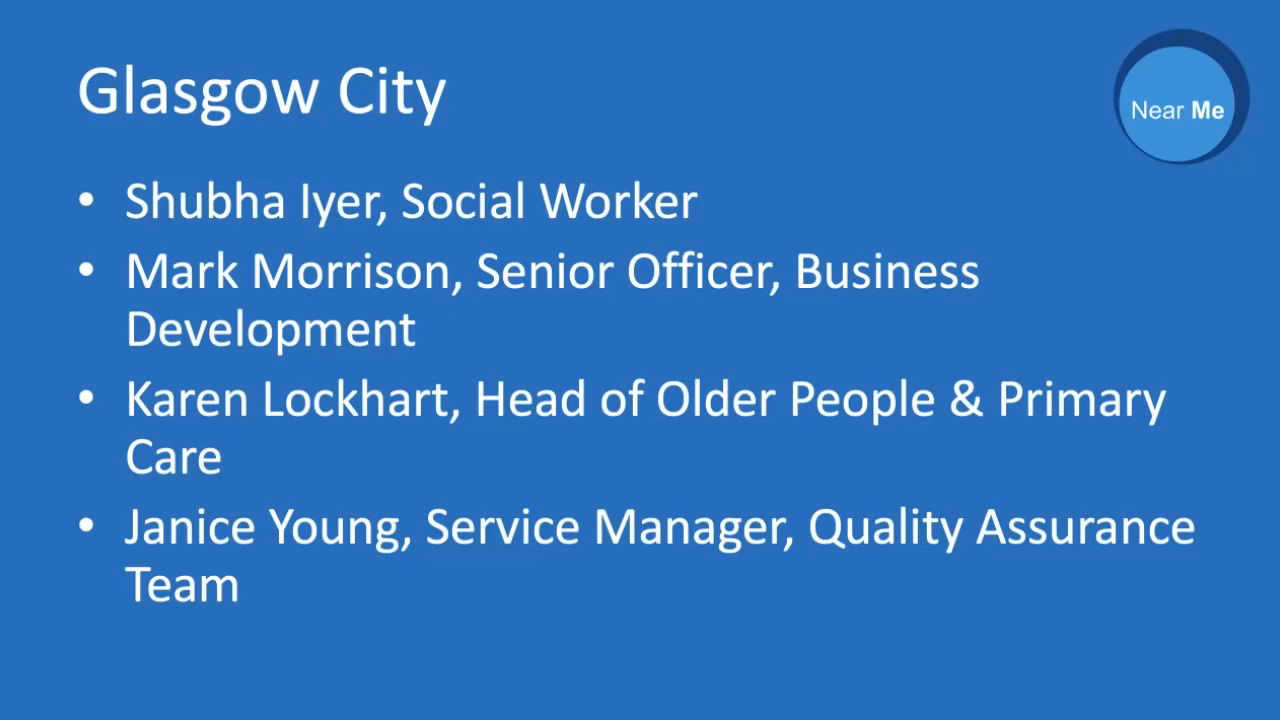 Glasgow City
Near Me
• Shubha Iyer, Social Worker
• Mark Morrison, Senior Officer, Business
Development
• Karen Lockhart, Head of Older People & Primary
Care
• Janice Young, Service Manager, Quality Assurance
Team